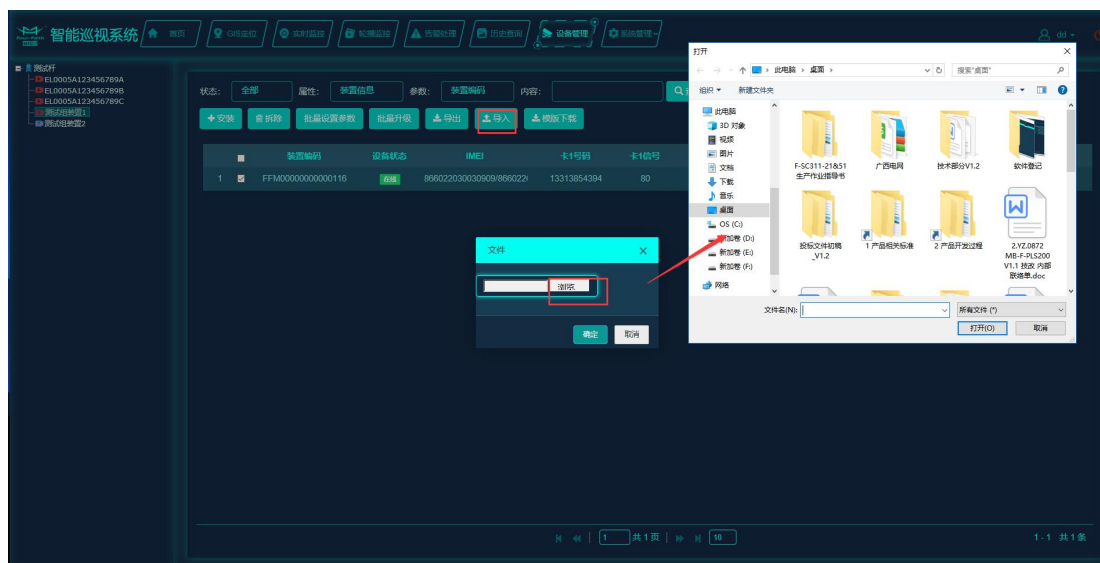 智能巡视系统
首页
GIS定位
实时监控
轮播监控
告警处理
历史查询
设备管理
系统管理
dd
测试杆
EL0005A123456789A
EL0005A123456789B
EL0005A123456789C
测试组装置1
测试组装置2
状态: 全部 属性: 装置信息 参数: 装置编码 内容:
安装 拆除 批量设置参数 批量升级 导出 导入 模版下载
装置编码 设备状态 IMEI 卡1号码 卡1信号
1 FFM00000000000116 在线 866022030030909/866022 13313854394 80
文件
浏览
确定 取消
1 共1页 10
1-1 共1条
打开
此电脑 › 桌面 ›
搜索"桌面"
组织 新建文件夹
此电脑
3D 对象
视频
图片
文档
下载
音乐
桌面
OS (C:)
新加卷 (D:)
新加卷 (E:)
新加卷 (F:)
网络
F-SC311-21&51
生产作业指导书
广西电网
技术部分V1.2
软件登记
投标文件初稿
_V1.2
1 产品相关标准
2 产品开发过程
2.YZ.0872
MB-F-PLS200
V1.1 技改 内部
联络单.doc
文件名(N):
所有文件 (*)
打开(O) 取消